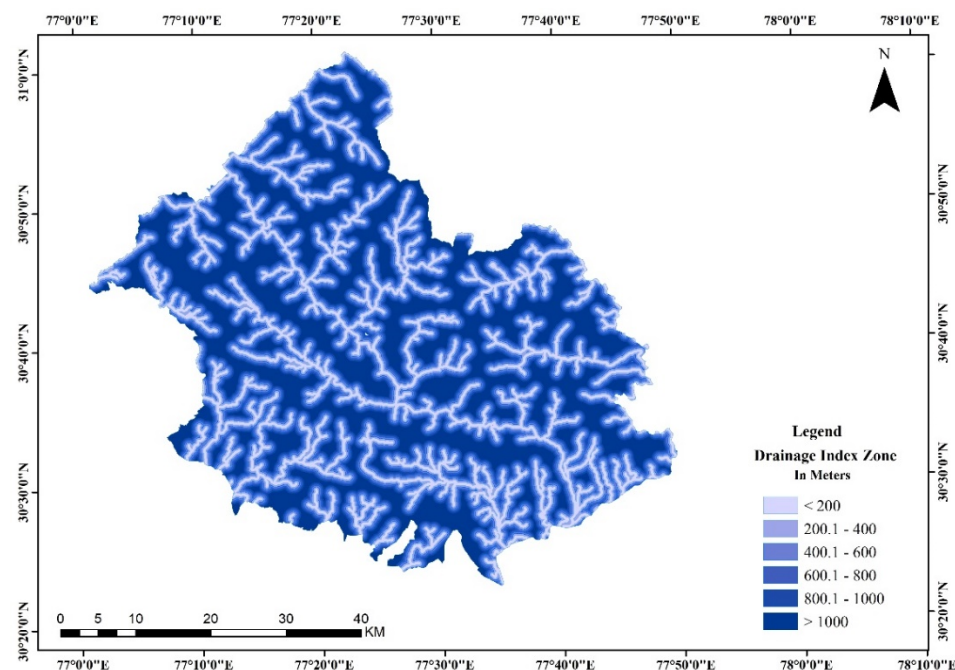 77°0'0"E 77°10'0"E 77°20'0"E 77°30'0"E 77°40'0"E 77°50'0"E 78°0'0"E 78°10'0"E
N
31°0'0"N
30°50'0"N
30°40'0"N
30°30'0"N
30°20'0"N
30°50'0"N
30°40'0"N
30°30'0"N
30°20'0"N
Legend
Drainage Index Zone
In Meters
< 200
200.1 - 400
400.1 - 600
600.1 - 800
800.1 - 1000
> 1000
0 5 10 20 30 40
KM
77°0'0"E 77°10'0"E 77°20'0"E 77°30'0"E 77°40'0"E 77°50'0"E 78°0'0"E 78°10'0"E